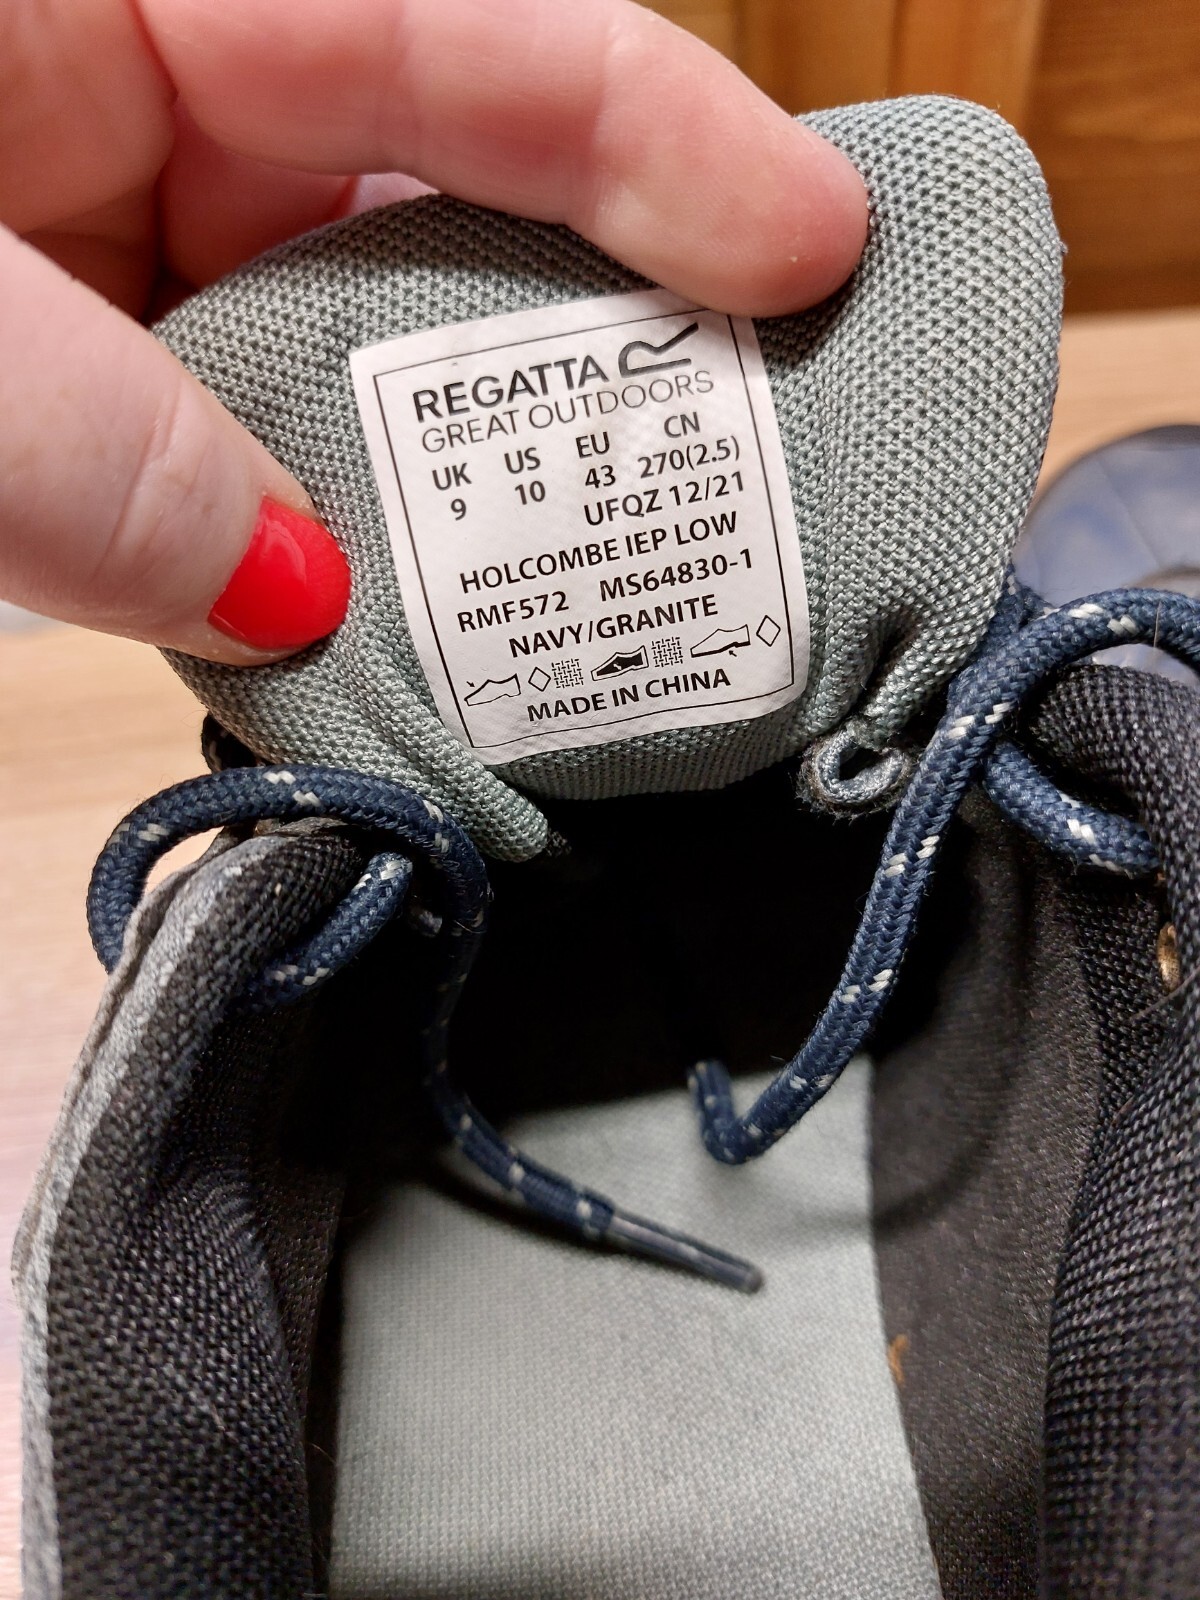 REGATTA
GREAT OUTDOORS
UK US EU CN
9 10 43 270(2.5)
UFQZ 12/21
HOLCOMBE IEP LOW
RMF572 MS64830-1
NAVY/GRANITE
MADE IN CHINA